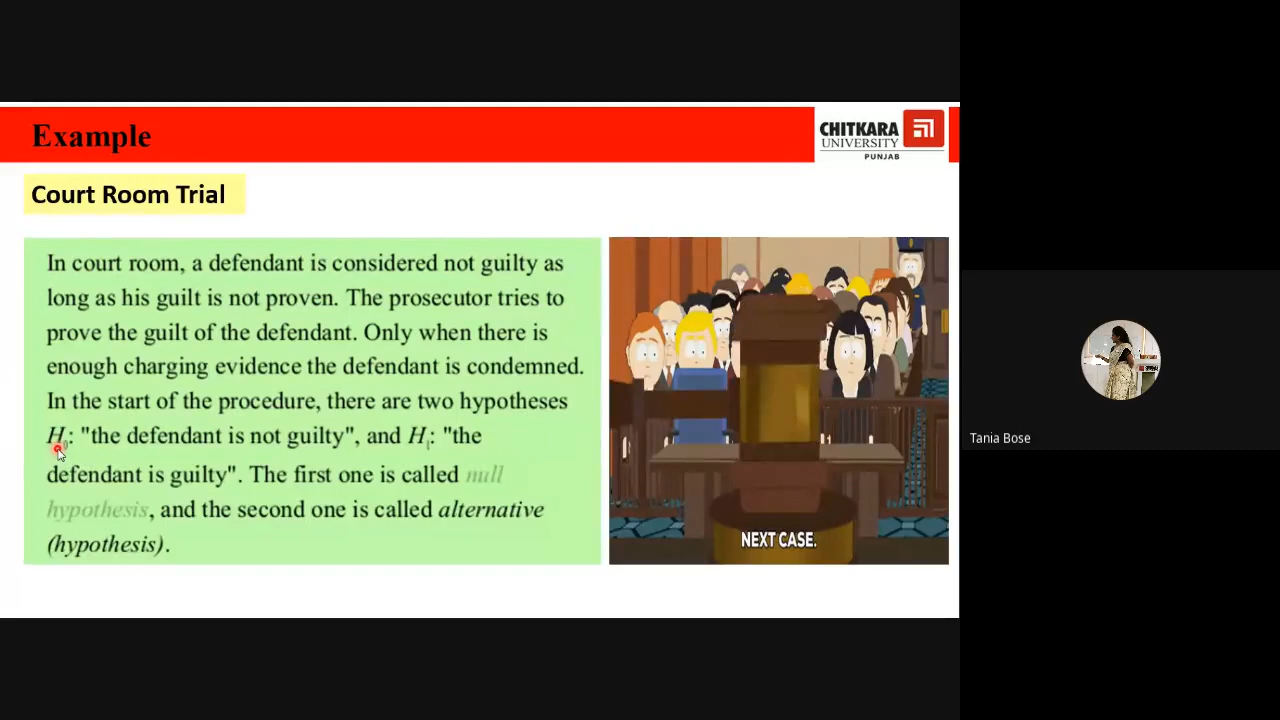 Example
CHITKARA
UNIVERSITY
PUNJAB
Court Room Trial
In court room, a defendant is considered not guilty as
long as his guilt is not proven. The prosecutor tries to
prove the guilt of the defendant. Only when there is
enough charging evidence the defendant is condemned.
In the start of the procedure, there are two hypotheses
H₀: "the defendant is not guilty", and H₁: "the
defendant is guilty". The first one is called null
hypothesis, and the second one is called alternative
(hypothesis).
NEXT CASE.
Tania Bose